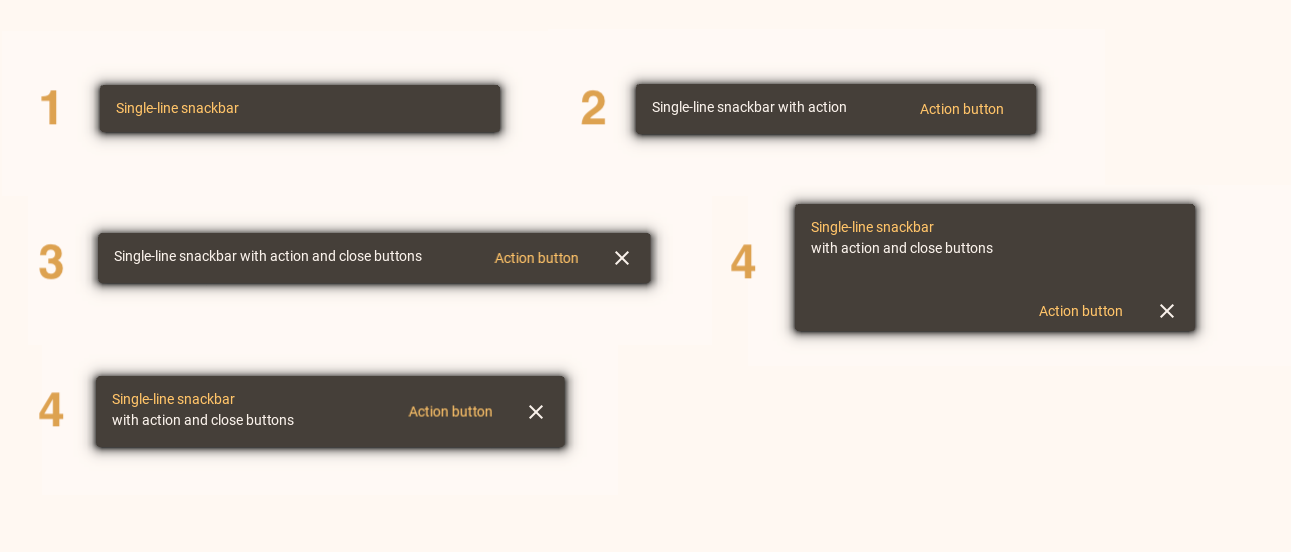 1
Single-line snackbar
2
Single-line snackbar with action
Action button
3
Single-line snackbar with action and close buttons
Action button
4
Single-line snackbar
with action and close buttons
Action button
4
Single-line snackbar
with action and close buttons
Action button